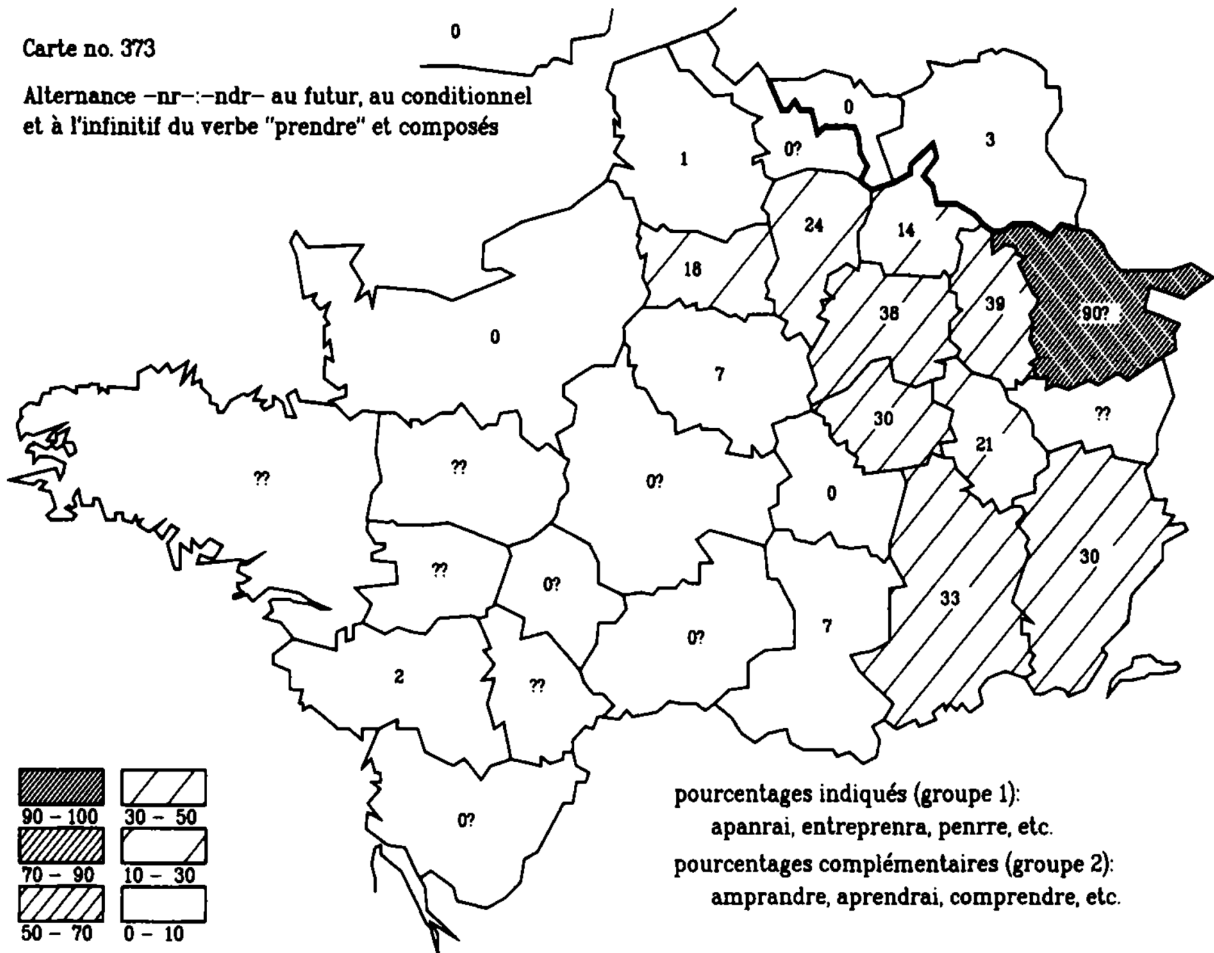 Carte no. 373
Alternance –nr–:–ndr– au futur, au conditionnel
et à l'infinitif du verbe "prendre" et composés
0
0
3
0?
1
24
14
18
38
39
90?
0
7
30
??
21
??
??
0?
0
30
??
0?
33
0?
7
2
??
0?
90 – 100
30 – 50
70 – 90
10 – 30
50 – 70
0 – 10
pourcentages indiqués (groupe 1):
apanrai, entreprenra, penrre, etc.
pourcentages complémentaires (groupe 2):
amprandre, aprendrai, comprendre, etc.